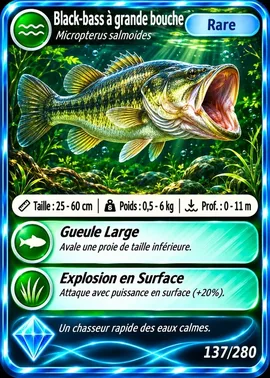 Black-bass à grande bouche
Rare
Micropterus salmoides
Taille : 25 - 60 cm | Poids : 0,5 - 6 kg | Prof. : 0 - 11 m
Gueule Large
Avale une proie de taille inférieure.
Explosion en Surface
Attaque avec puissance en surface (+20%).
Un chasseur rapide des eaux calmes.
137/280